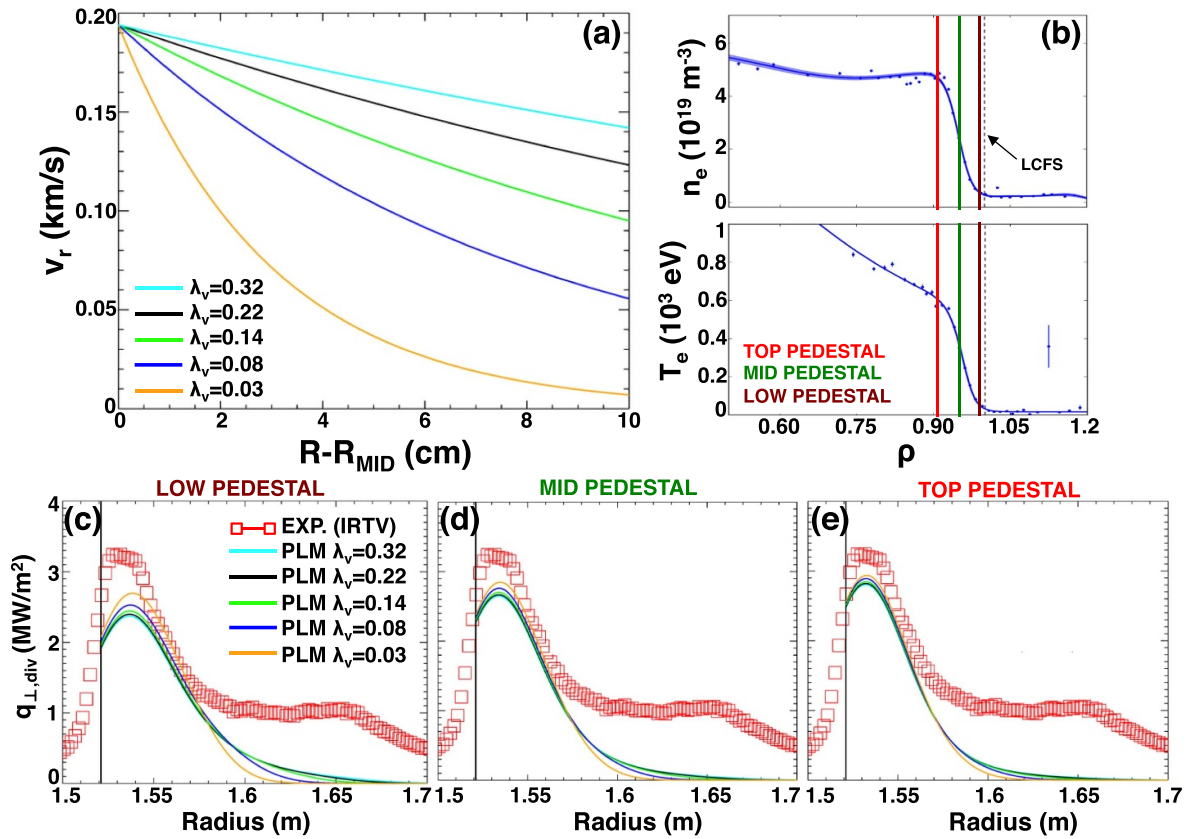 (a)
0.20
0.15
0.10
0.05
0
v_r (km/s)
λ_v=0.32
λ_v=0.22
λ_v=0.14
λ_v=0.08
λ_v=0.03
0 2 4 6 8 10
R-R_MID (cm)
(b)
6
4
2
0
n_e (10^19 m^-3)
LCFS
1
0.8
0.6
0.4
0.2
0
T_e (10^3 eV)
TOP PEDESTAL
MID PEDESTAL
LOW PEDESTAL
0.60 0.75 0.90 1.05 1.2
ρ
LOW PEDESTAL
(c)
4
3
2
1
0
q_⊥,div (MW/m^2)
EXP. (IRTV)
PLM λ_v=0.32
PLM λ_v=0.22
PLM λ_v=0.14
PLM λ_v=0.08
PLM λ_v=0.03
1.5 1.55 1.6 1.65 1.7
Radius (m)
MID PEDESTAL
(d)
1.5 1.55 1.6 1.65 1.7
Radius (m)
TOP PEDESTAL
(e)
1.5 1.55 1.6 1.65 1.7
Radius (m)